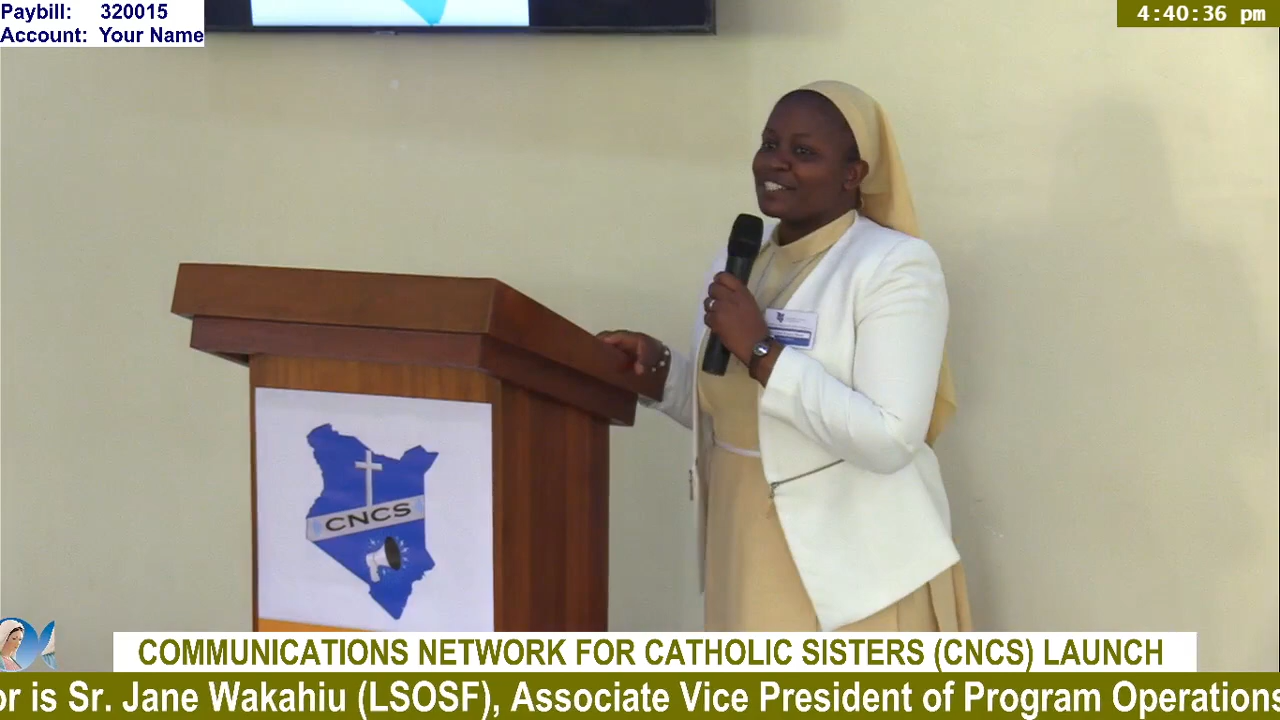 Paybill: 320015
Account: Your Name
4:40:36 pm
CNCS
COMMUNICATIONS NETWORK FOR CATHOLIC SISTERS (CNCS) LAUNCH
or is Sr. Jane Wakahiu (LSOSF), Associate Vice President of Program Operations